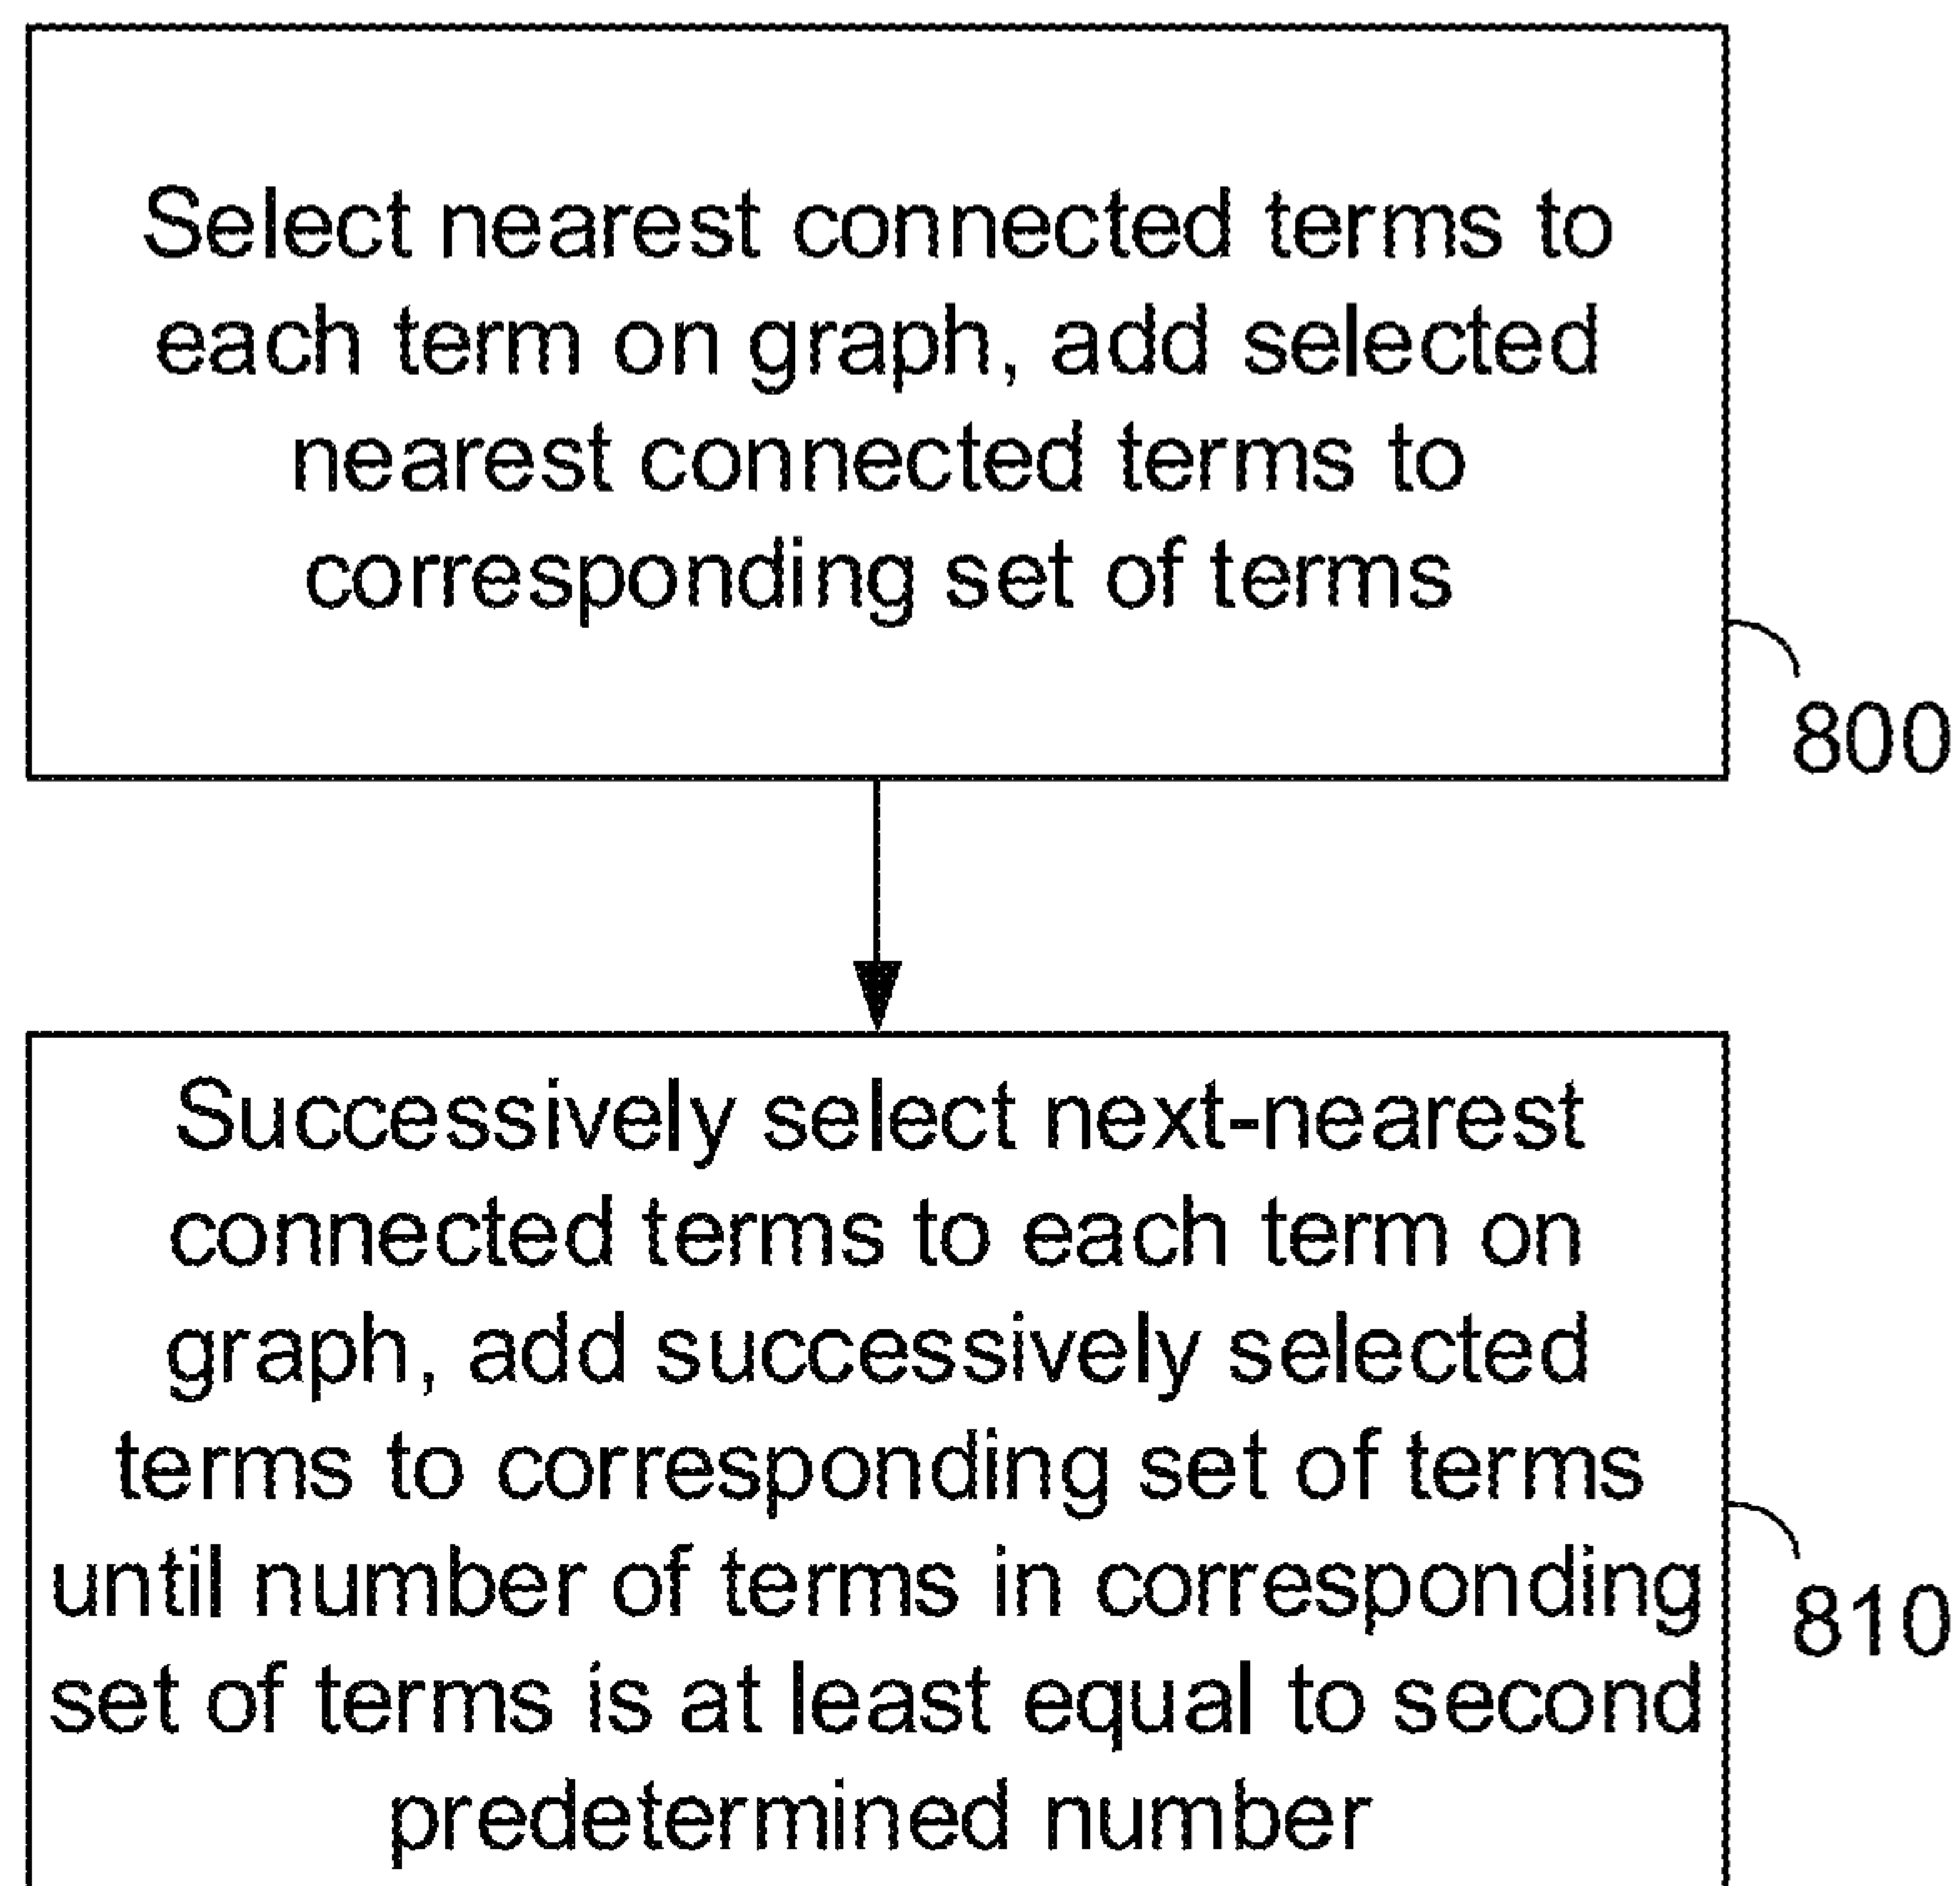 Select nearest connected terms to
each term on graph, add selected
nearest connected terms to
corresponding set of terms
800
Successively select next-nearest
connected terms to each term on
graph, add successively selected
terms to corresponding set of terms
until number of terms in corresponding
set of terms is at least equal to second
predetermined number
810